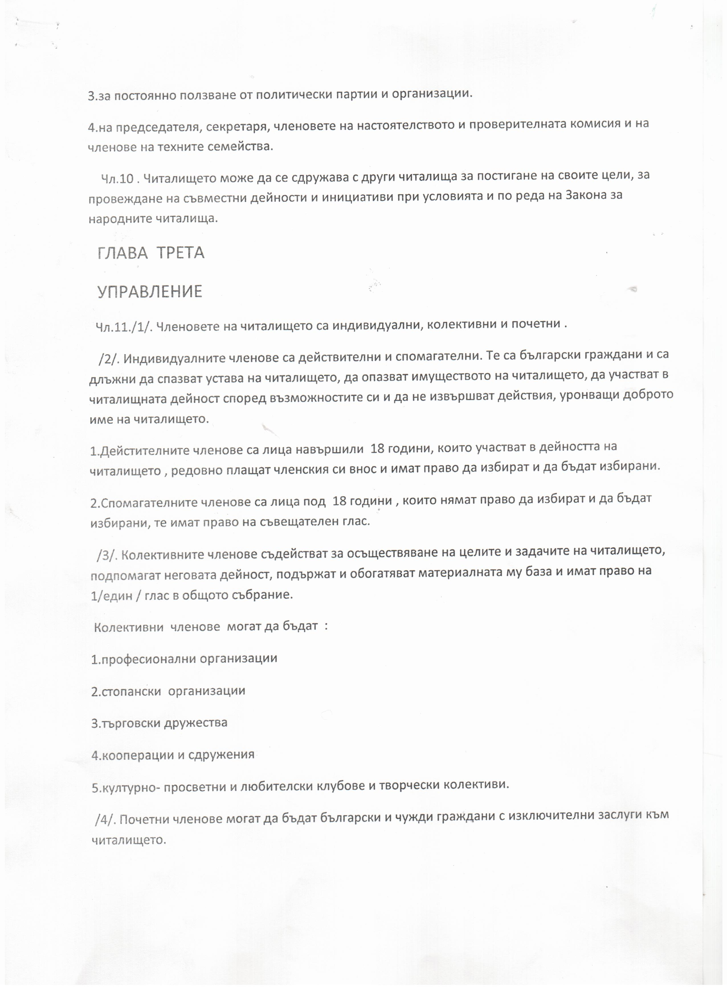 3.за постоянно ползване от политически партии и организации.
4.на председателя, секретаря, членовете на настоятелството и проверителната комисия и на
членове на техните семейства.
Чл.10 . Читалището може да се сдружава с други читалища за постигане на своите цели, за
провеждане на съвместни дейности и инициативи при условията и по реда на Закона за
народните читалища.
ГЛАВА ТРЕТА
УПРАВЛЕНИЕ
Чл.11./1/. Членовете на читалището са индивидуални, колективни и почетни .
/2/. Индивидуалните членове са действителни и спомагателни. Те са български граждани и са
длъжни да спазват устава на читалището, да опазват имуществото на читалището, да участват в
читалищната дейност според възможностите си и да не извършват действия, уронващи доброто
име на читалището.
1.Дейстителните членове са лица навършили 18 години, които участват в дейността на
читалището , редовно плащат членския си внос и имат право да избират и да бъдат избирани.
2.Спомагателните членове са лица под 18 години , които нямат право да избират и да бъдат
избирани, те имат право на съвещателен глас.
/3/. Колективните членове съдействат за осъществяване на целите и задачите на читалището,
подпомагат неговата дейност, подържат и обогатяват материалната му база и имат право на
1/един / глас в общото събрание.
Колективни членове могат да бъдат :
1.професионални организации
2.стопански организации
3.търговски дружества
4.кооперации и сдружения
5.културно- просветни и любителски клубове и творчески колективи.
/4/. Почетни членове могат да бъдат български и чужди граждани с изключителни заслуги към
читалището.